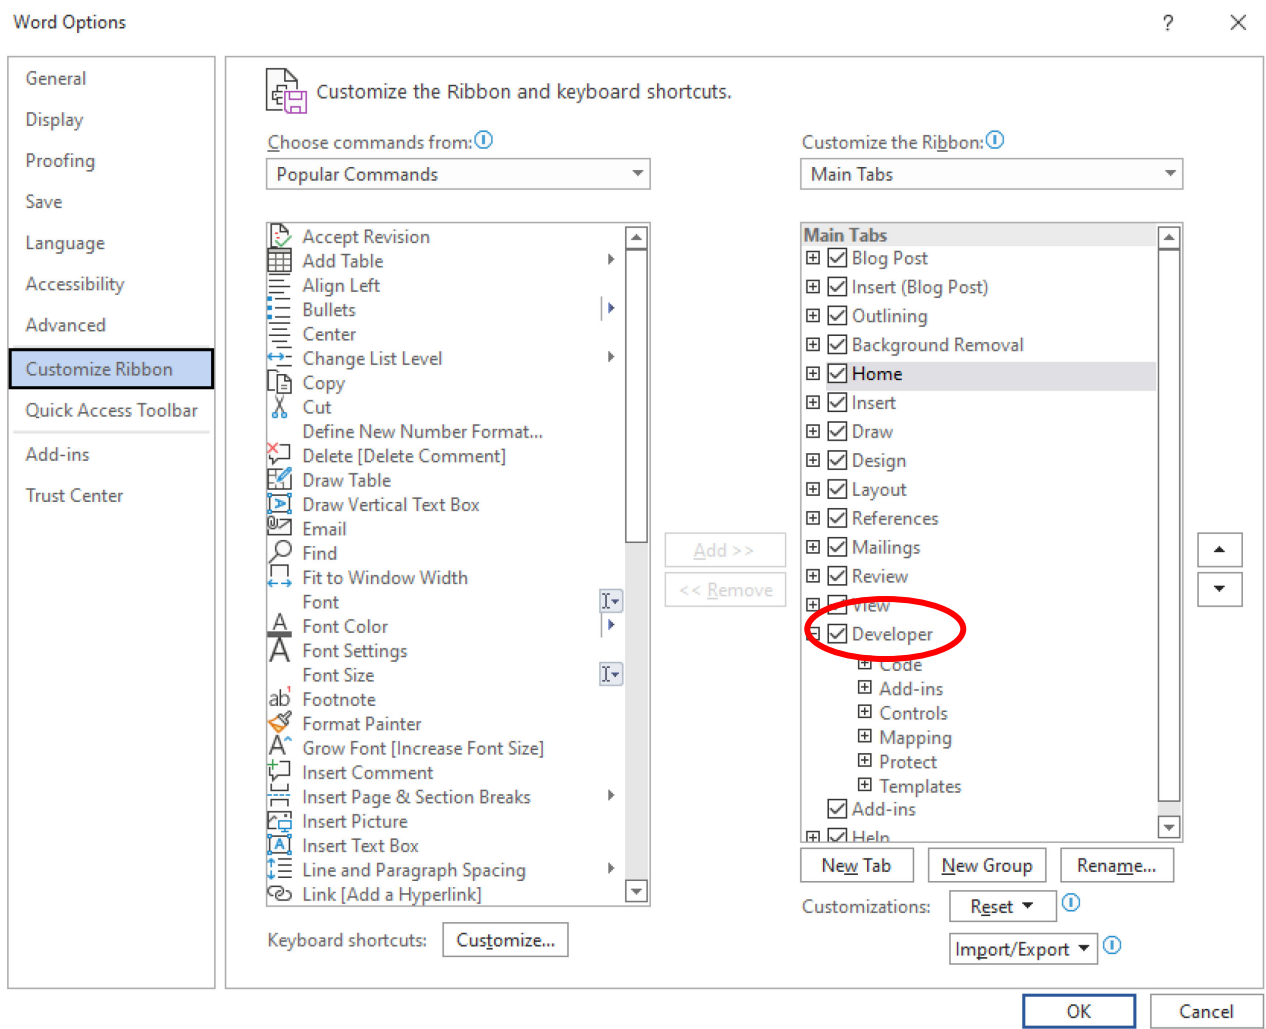 Word Options
?
General
Display
Proofing
Save
Language
Accessibility
Advanced
Customize Ribbon
Quick Access Toolbar
Add-ins
Trust Center
Customize the Ribbon and keyboard shortcuts.
Choose commands from:
Popular Commands
Accept Revision
Add Table
Align Left
Bullets
Center
Change List Level
Copy
Cut
Define New Number Format...
Delete [Delete Comment]
Draw Table
Draw Vertical Text Box
Email
Find
Fit to Window Width
Font
Font Color
Font Settings
Font Size
Footnote
Format Painter
Grow Font [Increase Font Size]
Insert Comment
Insert Page & Section Breaks
Insert Picture
Insert Text Box
Line and Paragraph Spacing
Link [Add a Hyperlink]
Keyboard shortcuts: Customize...
Add >>
<< Remove
Customize the Ribbon:
Main Tabs
Main Tabs
Blog Post
Insert (Blog Post)
Outlining
Background Removal
Home
Insert
Draw
Design
Layout
References
Mailings
Review
View
Developer
Code
Add-ins
Controls
Mapping
Protect
Templates
Add-ins
Help
New Tab New Group Rename...
Customizations: Reset
Import/Export
OK Cancel